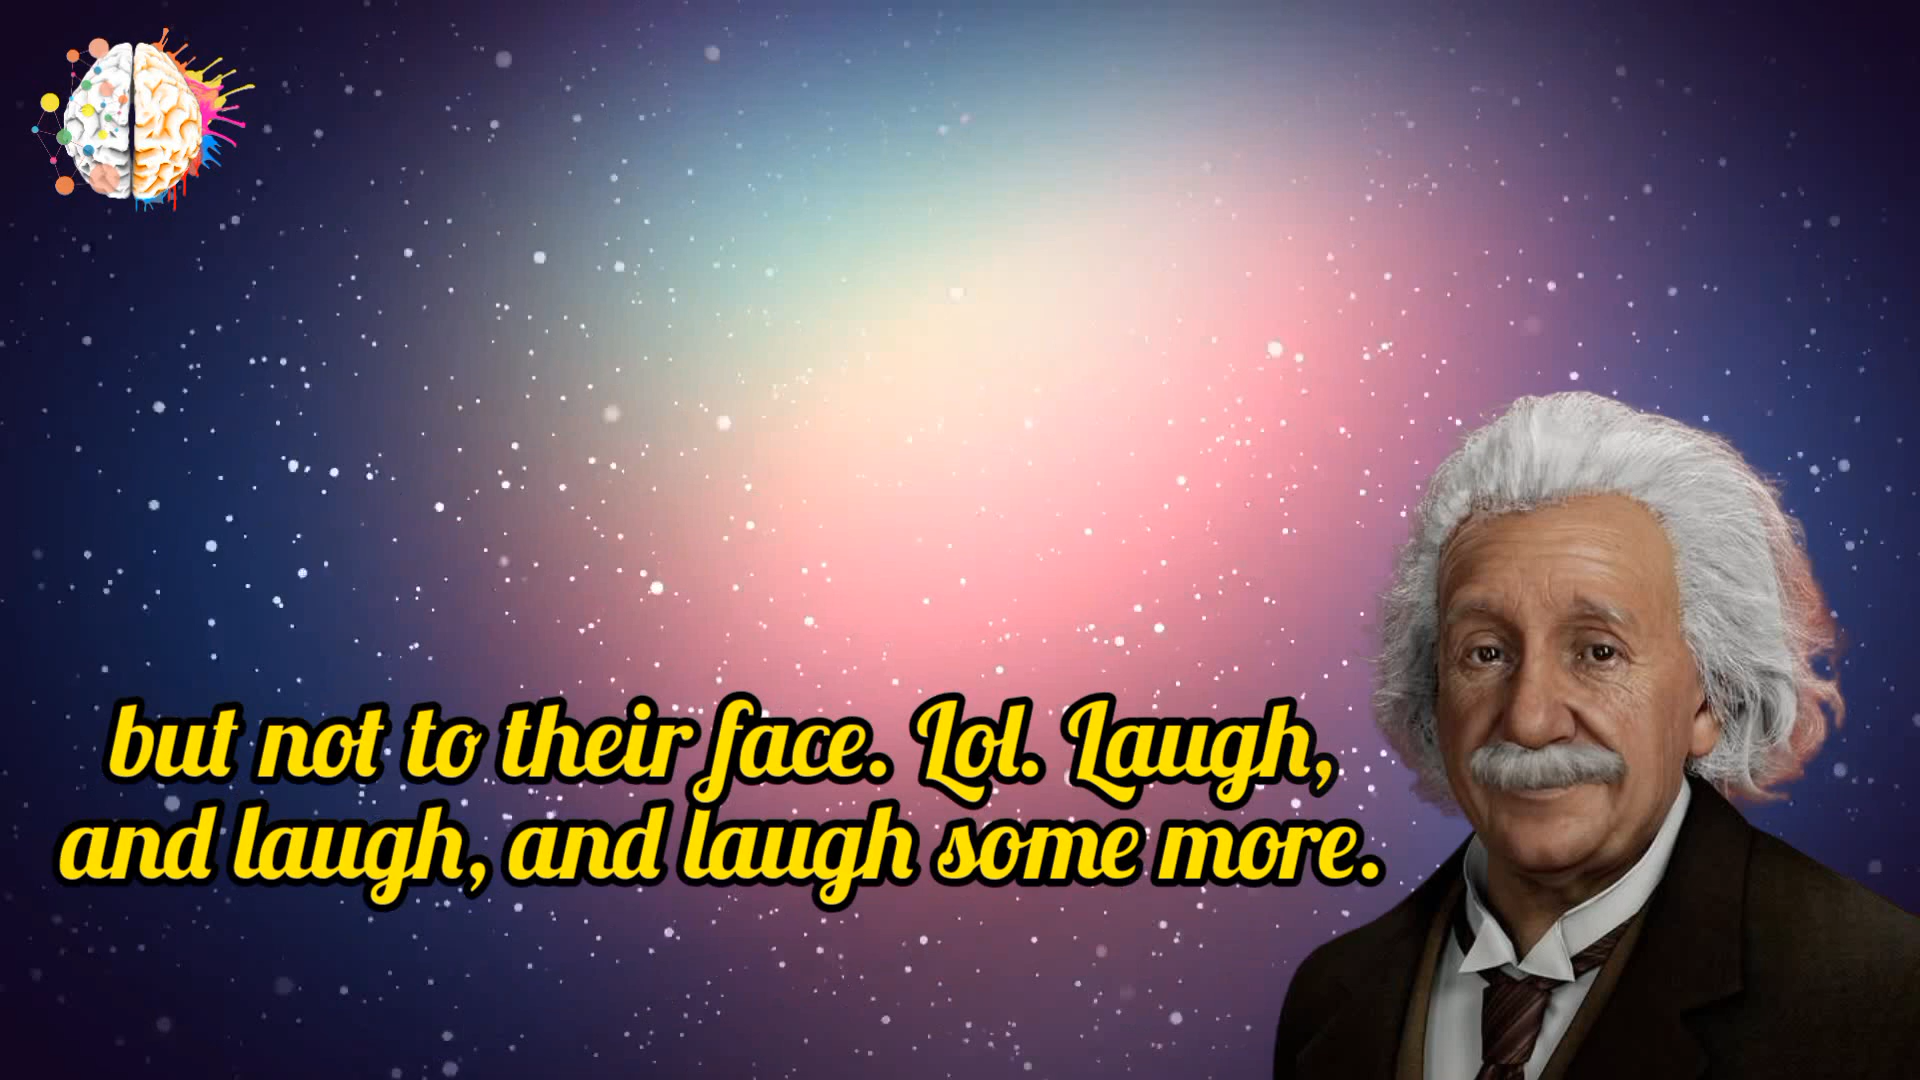 but not to their face. Lol. Laugh,
and laugh, and laugh some more.